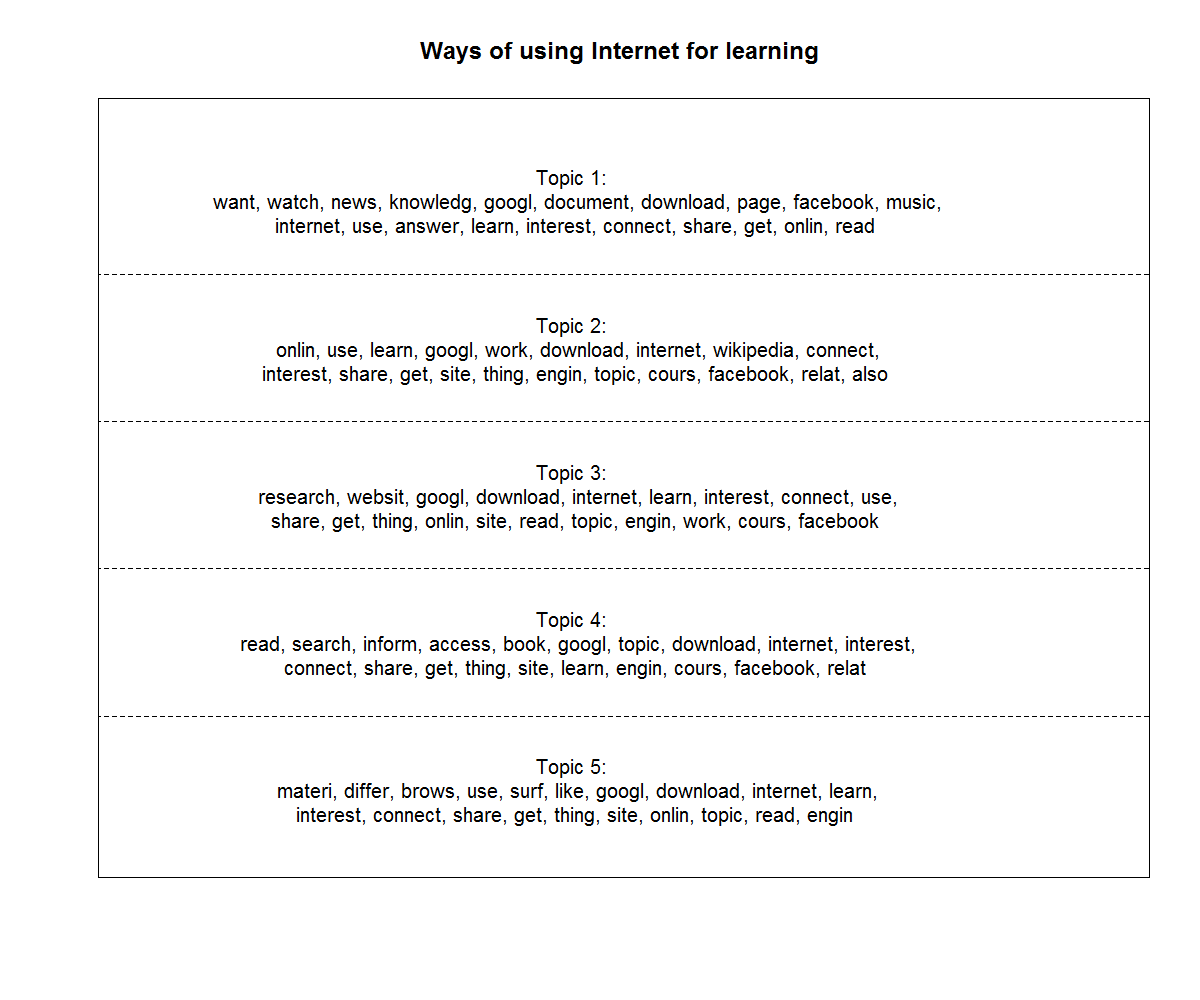 Ways of using Internet for learning
Topic 1:
want, watch, news, knowledg, googl, document, download, page, facebook, music,
internet, use, answer, learn, interest, connect, share, get, onlin, read
Topic 2:
onlin, use, learn, googl, work, download, internet, wikipedia, connect,
interest, share, get, site, thing, engin, topic, cours, facebook, relat, also
Topic 3:
research, websit, googl, download, internet, learn, interest, connect, use,
share, get, thing, onlin, site, read, topic, engin, work, cours, facebook
Topic 4:
read, search, inform, access, book, googl, topic, download, internet, interest,
connect, share, get, thing, site, learn, engin, cours, facebook, relat
Topic 5:
materi, differ, brows, use, surf, like, googl, download, internet, learn,
interest, connect, share, get, thing, site, onlin, topic, read, engin